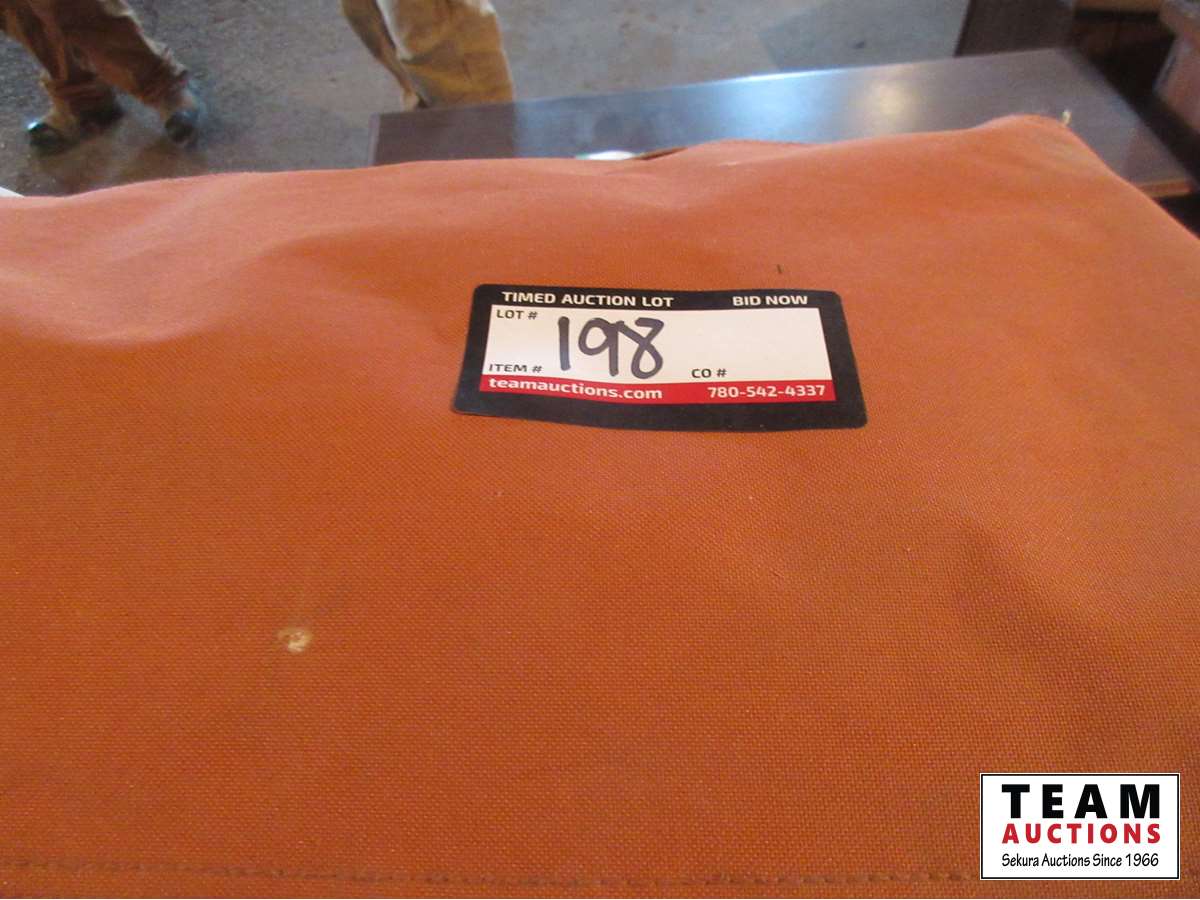 TIMED AUCTION LOT BID NOW
LOT # 198
ITEM # CO #
teamauctions.com 780-542-4337
TEAM
AUCTIONS
Sekura Auctions Since 1966